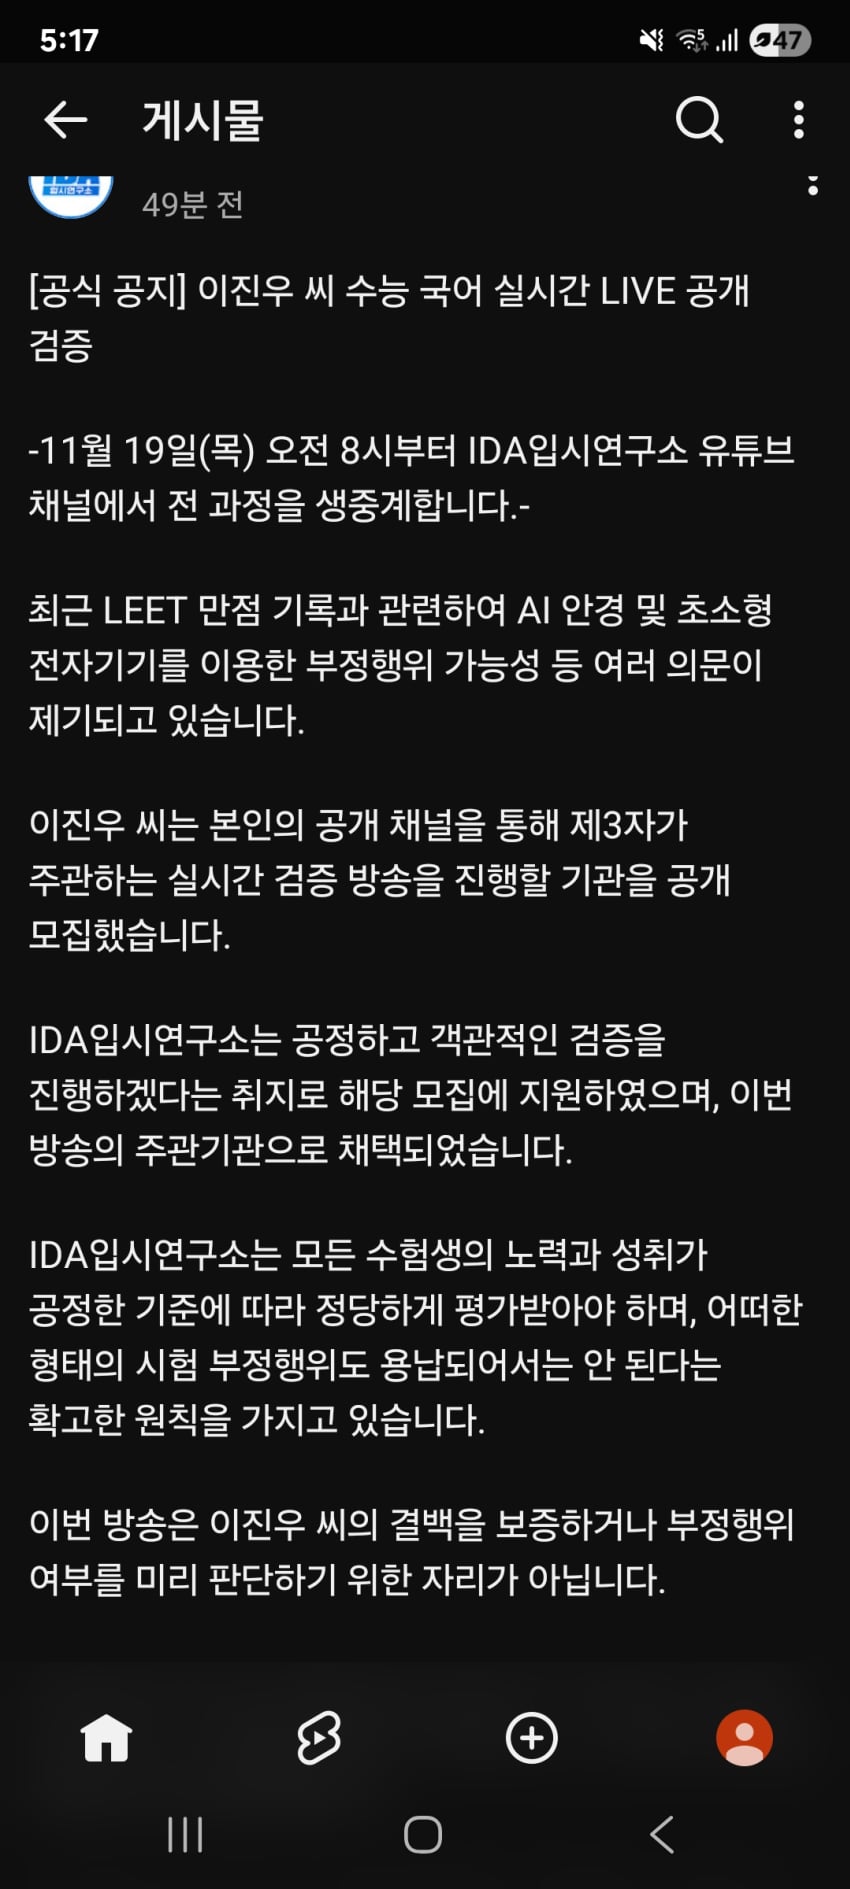 5:17
5
47
게시물
입시연구소
49분 전
[공식 공지] 이진우 씨 수능 국어 실시간 LIVE 공개
검증
-11월 19일(목) 오전 8시부터 IDA입시연구소 유튜브
채널에서 전 과정을 생중계합니다.-
최근 LEET 만점 기록과 관련하여 AI 안경 및 초소형
전자기기를 이용한 부정행위 가능성 등 여러 의문이
제기되고 있습니다.
이진우 씨는 본인의 공개 채널을 통해 제3자가
주관하는 실시간 검증 방송을 진행할 기관을 공개
모집했습니다.
IDA입시연구소는 공정하고 객관적인 검증을
진행하겠다는 취지로 해당 모집에 지원하였으며, 이번
방송의 주관기관으로 채택되었습니다.
IDA입시연구소는 모든 수험생의 노력과 성취가
공정한 기준에 따라 정당하게 평가받아야 하며, 어떠한
형태의 시험 부정행위도 용납되어서는 안 된다는
확고한 원칙을 가지고 있습니다.
이번 방송은 이진우 씨의 결백을 보증하거나 부정행위
여부를 미리 판단하기 위한 자리가 아닙니다.